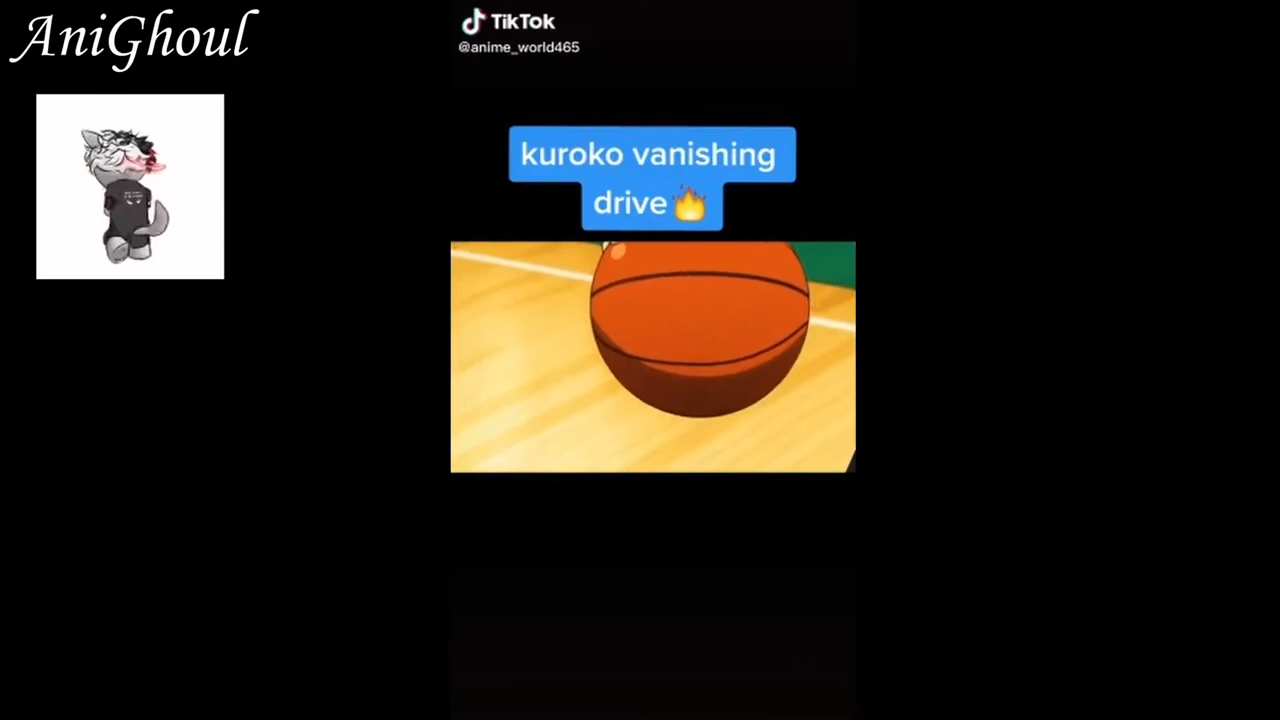 AniGhoul
TikTok
@anime_world465
kuroko vanishing
drive🔥